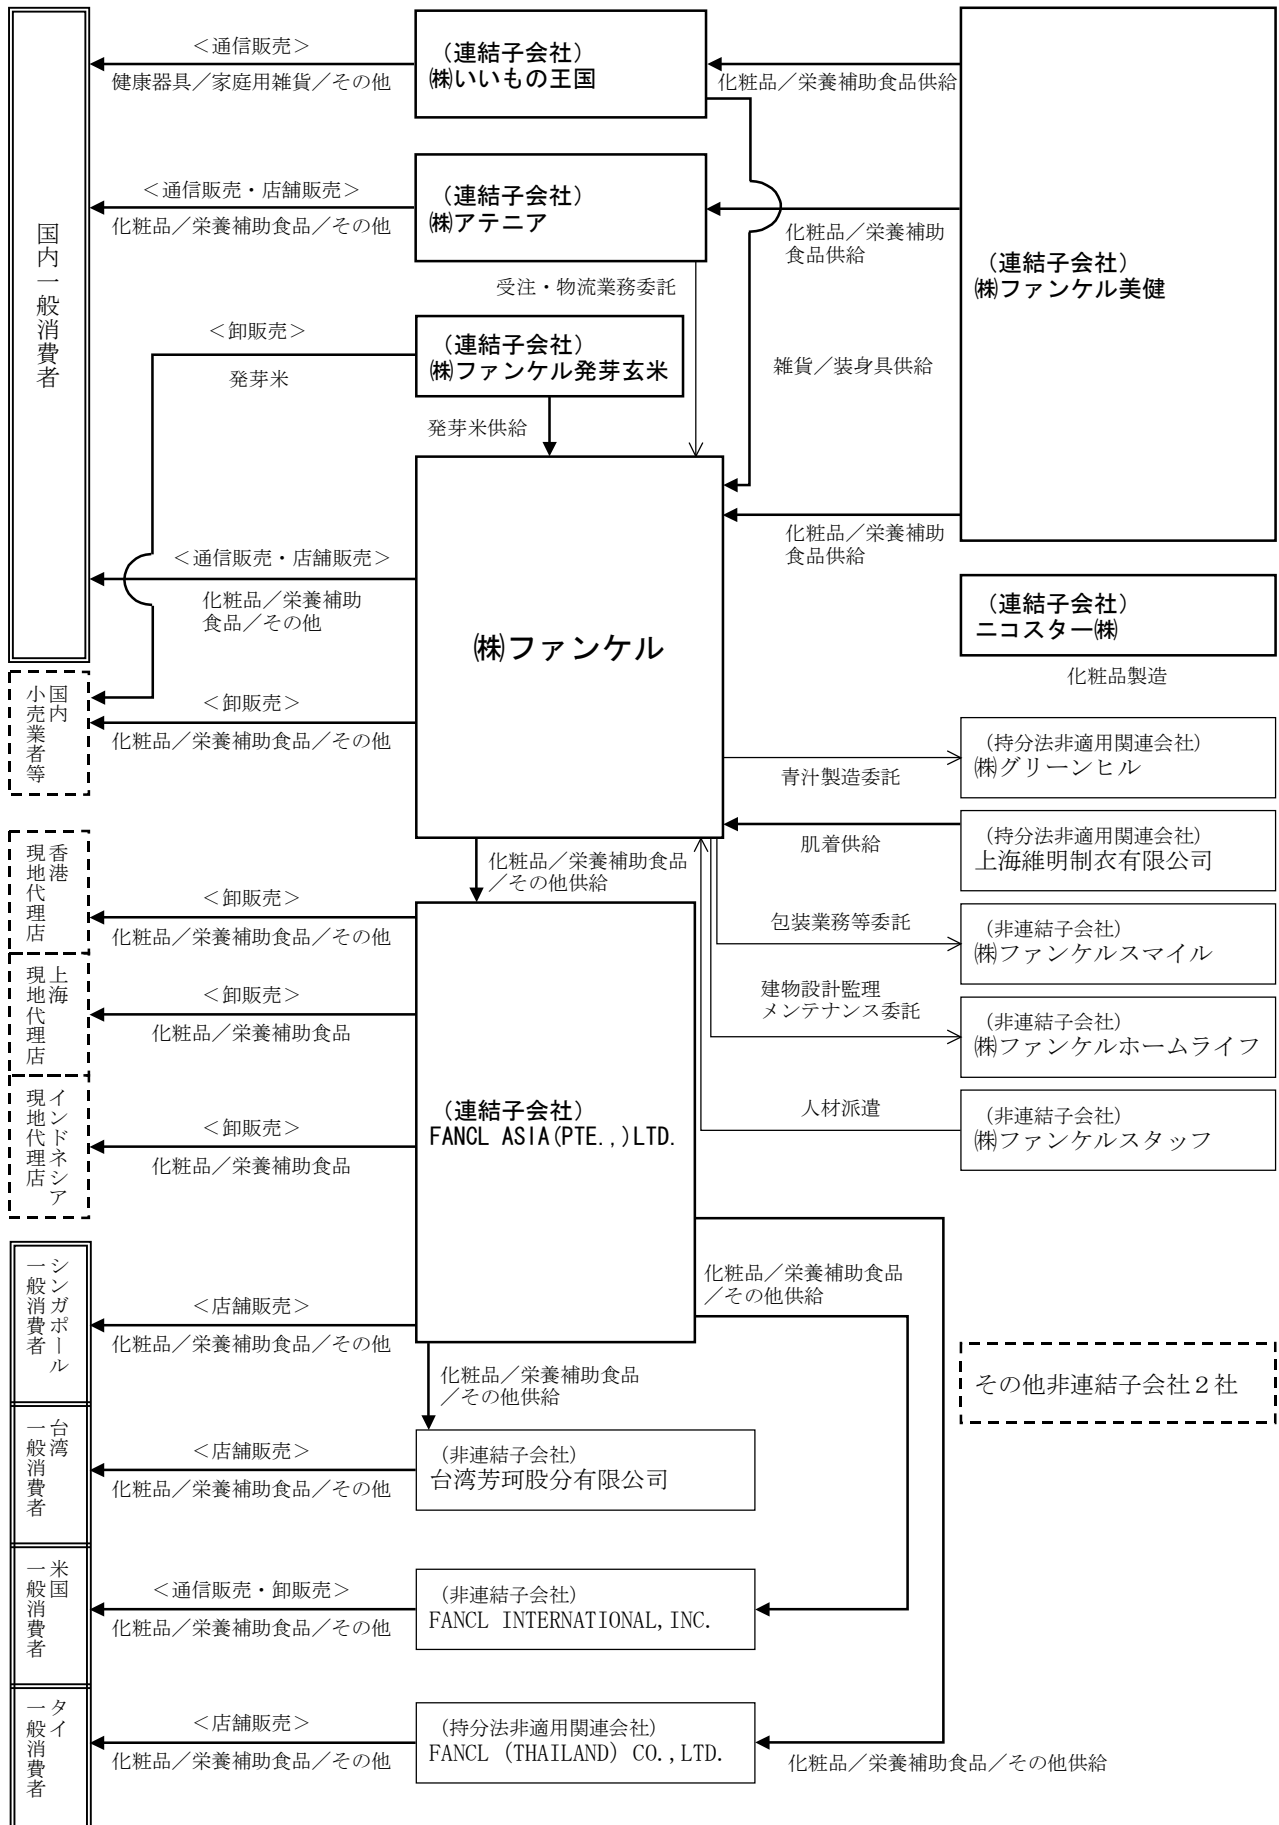 国内一般消費者
＜通信販売＞
健康器具／家庭用雑貨／その他
（連結子会社）
㈱いいもの王国
化粧品／栄養補助食品供給
＜通信販売・店舗販売＞
化粧品／栄養補助食品／その他
（連結子会社）
㈱アテニア
化粧品／栄養補助
食品供給
（連結子会社）
㈱ファンケル美健
受注・物流業務委託
＜卸販売＞
発芽米
（連結子会社）
㈱ファンケル発芽玄米
雑貨／装身具供給
発芽米供給
＜通信販売・店舗販売＞
化粧品／栄養補助
食品／その他
㈱ファンケル
化粧品／栄養補助
食品供給
（連結子会社）
ニコスター㈱
化粧品製造
国内
小売業者等
＜卸販売＞
化粧品／栄養補助食品／その他
青汁製造委託
（持分法非適用関連会社）
㈱グリーンヒル
肌着供給
（持分法非適用関連会社）
上海維明制衣有限公司
化粧品／栄養補助食品
／その他供給
香港
現地代理店
＜卸販売＞
化粧品／栄養補助食品／その他
包装業務等委託
（非連結子会社）
㈱ファンケルスマイル
上海
現地代理店
＜卸販売＞
化粧品／栄養補助食品
建物設計監理
メンテナンス委託
（非連結子会社）
㈱ファンケルホームライフ
インドネシア
現地代理店
＜卸販売＞
化粧品／栄養補助食品
（連結子会社）
FANCL ASIA(PTE.,)LTD.
人材派遣
（非連結子会社）
㈱ファンケルスタッフ
シンガポール
一般消費者
＜店舗販売＞
化粧品／栄養補助食品／その他
化粧品／栄養補助食品
／その他供給
化粧品／栄養補助食品
／その他供給
その他非連結子会社２社
台湾
一般消費者
＜店舗販売＞
化粧品／栄養補助食品／その他
（非連結子会社）
台湾芳珂股分有限公司
米国
一般消費者
＜通信販売・卸販売＞
化粧品／栄養補助食品／その他
（非連結子会社）
FANCL INTERNATIONAL,INC.
タイ
一般消費者
＜店舗販売＞
化粧品／栄養補助食品／その他
（持分法非適用関連会社）
FANCL (THAILAND) CO.,LTD.
化粧品／栄養補助食品／その他供給